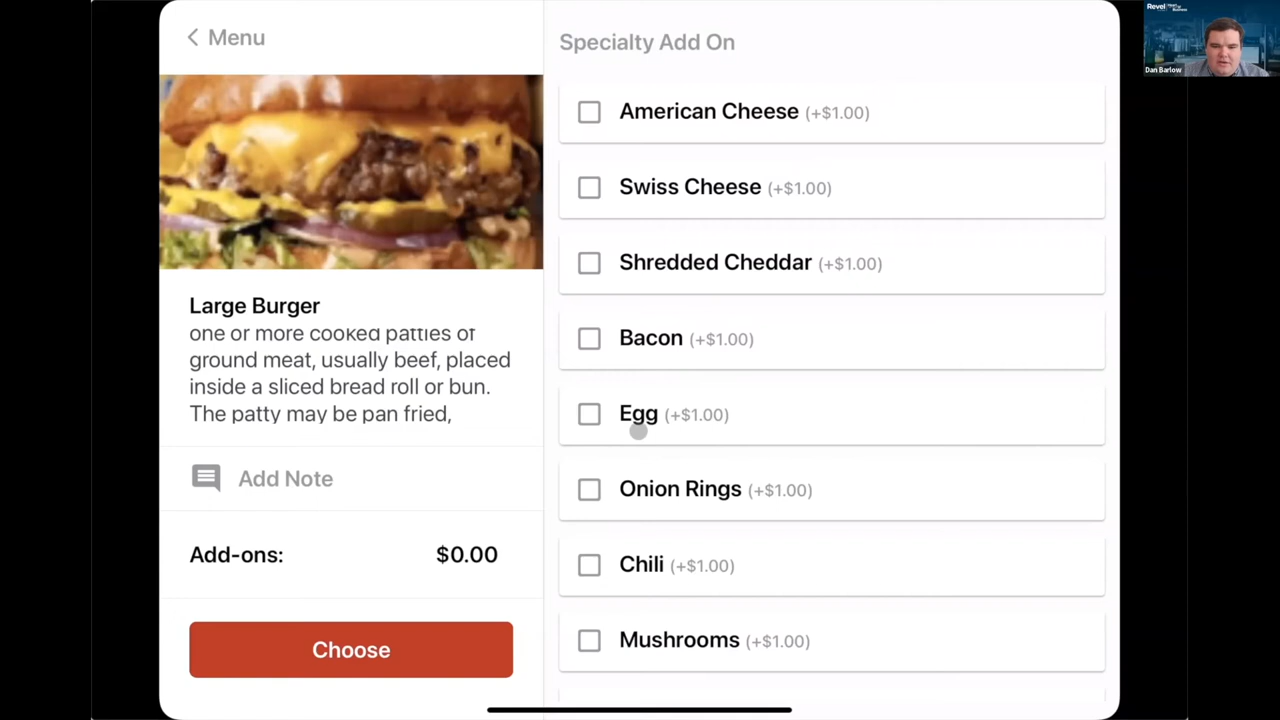 Menu
Large Burger
one or more cooked patties of
ground meat, usually beef, placed
inside a sliced bread roll or bun.
The patty may be pan fried,
Add Note
Add-ons: $0.00
Choose
Specialty Add On
American Cheese (+$1.00)
Swiss Cheese (+$1.00)
Shredded Cheddar (+$1.00)
Bacon (+$1.00)
Egg (+$1.00)
Onion Rings (+$1.00)
Chili (+$1.00)
Mushrooms (+$1.00)
Revel
Dan Barlow